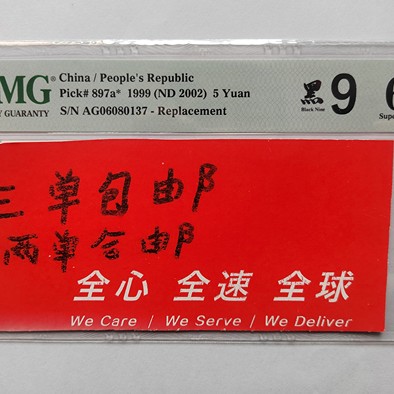 MG
China / People's Republic
Pick# 897a* 1999 (ND 2002) 5 Yuan
Y GUARANTY
S/N AG06080137 - Replacement
黑
Black Nine
9
6
Supe
三单包邮
两单合邮
全心 全速 全球
We Care / We Serve / We Deliver